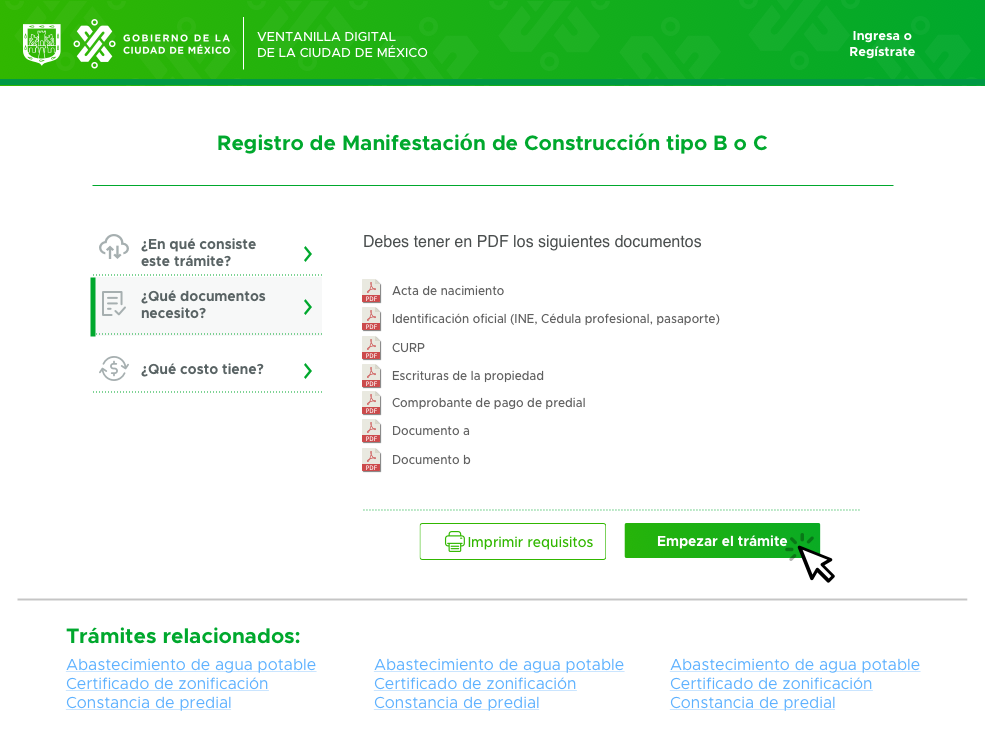 GOBIERNO DE LA
CIUDAD DE MÉXICO
VENTANILLA DIGITAL
DE LA CIUDAD DE MÉXICO
Ingresa o
Regístrate
Registro de Manifestación de Construcción tipo B o C
¿En qué consiste
este trámite?
¿Qué documentos
necesito?
¿Qué costo tiene?
Debes tener en PDF los siguientes documentos
PDF Acta de nacimiento
PDF Identificación oficial (INE, Cédula profesional, pasaporte)
PDF CURP
PDF Escrituras de la propiedad
PDF Comprobante de pago de predial
PDF Documento a
PDF Documento b
Imprimir requisitos
Empezar el trámite
Trámites relacionados:
Abastecimiento de agua potable
Certificado de zonificación
Constancia de predial
Abastecimiento de agua potable
Certificado de zonificación
Constancia de predial
Abastecimiento de agua potable
Certificado de zonificación
Constancia de predial